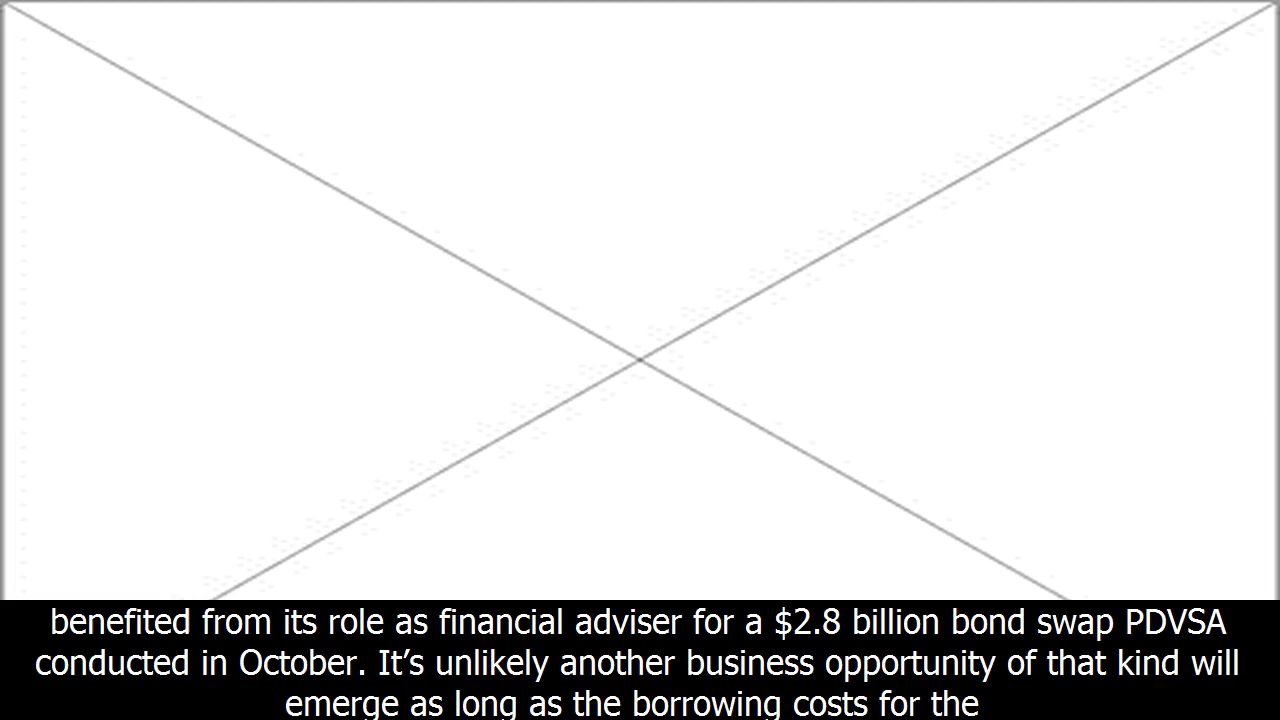 benefited from its role as financial adviser for a $2.8 billion bond swap PDVSA
conducted in October. It’s unlikely another business opportunity of that kind will
emerge as long as the borrowing costs for the